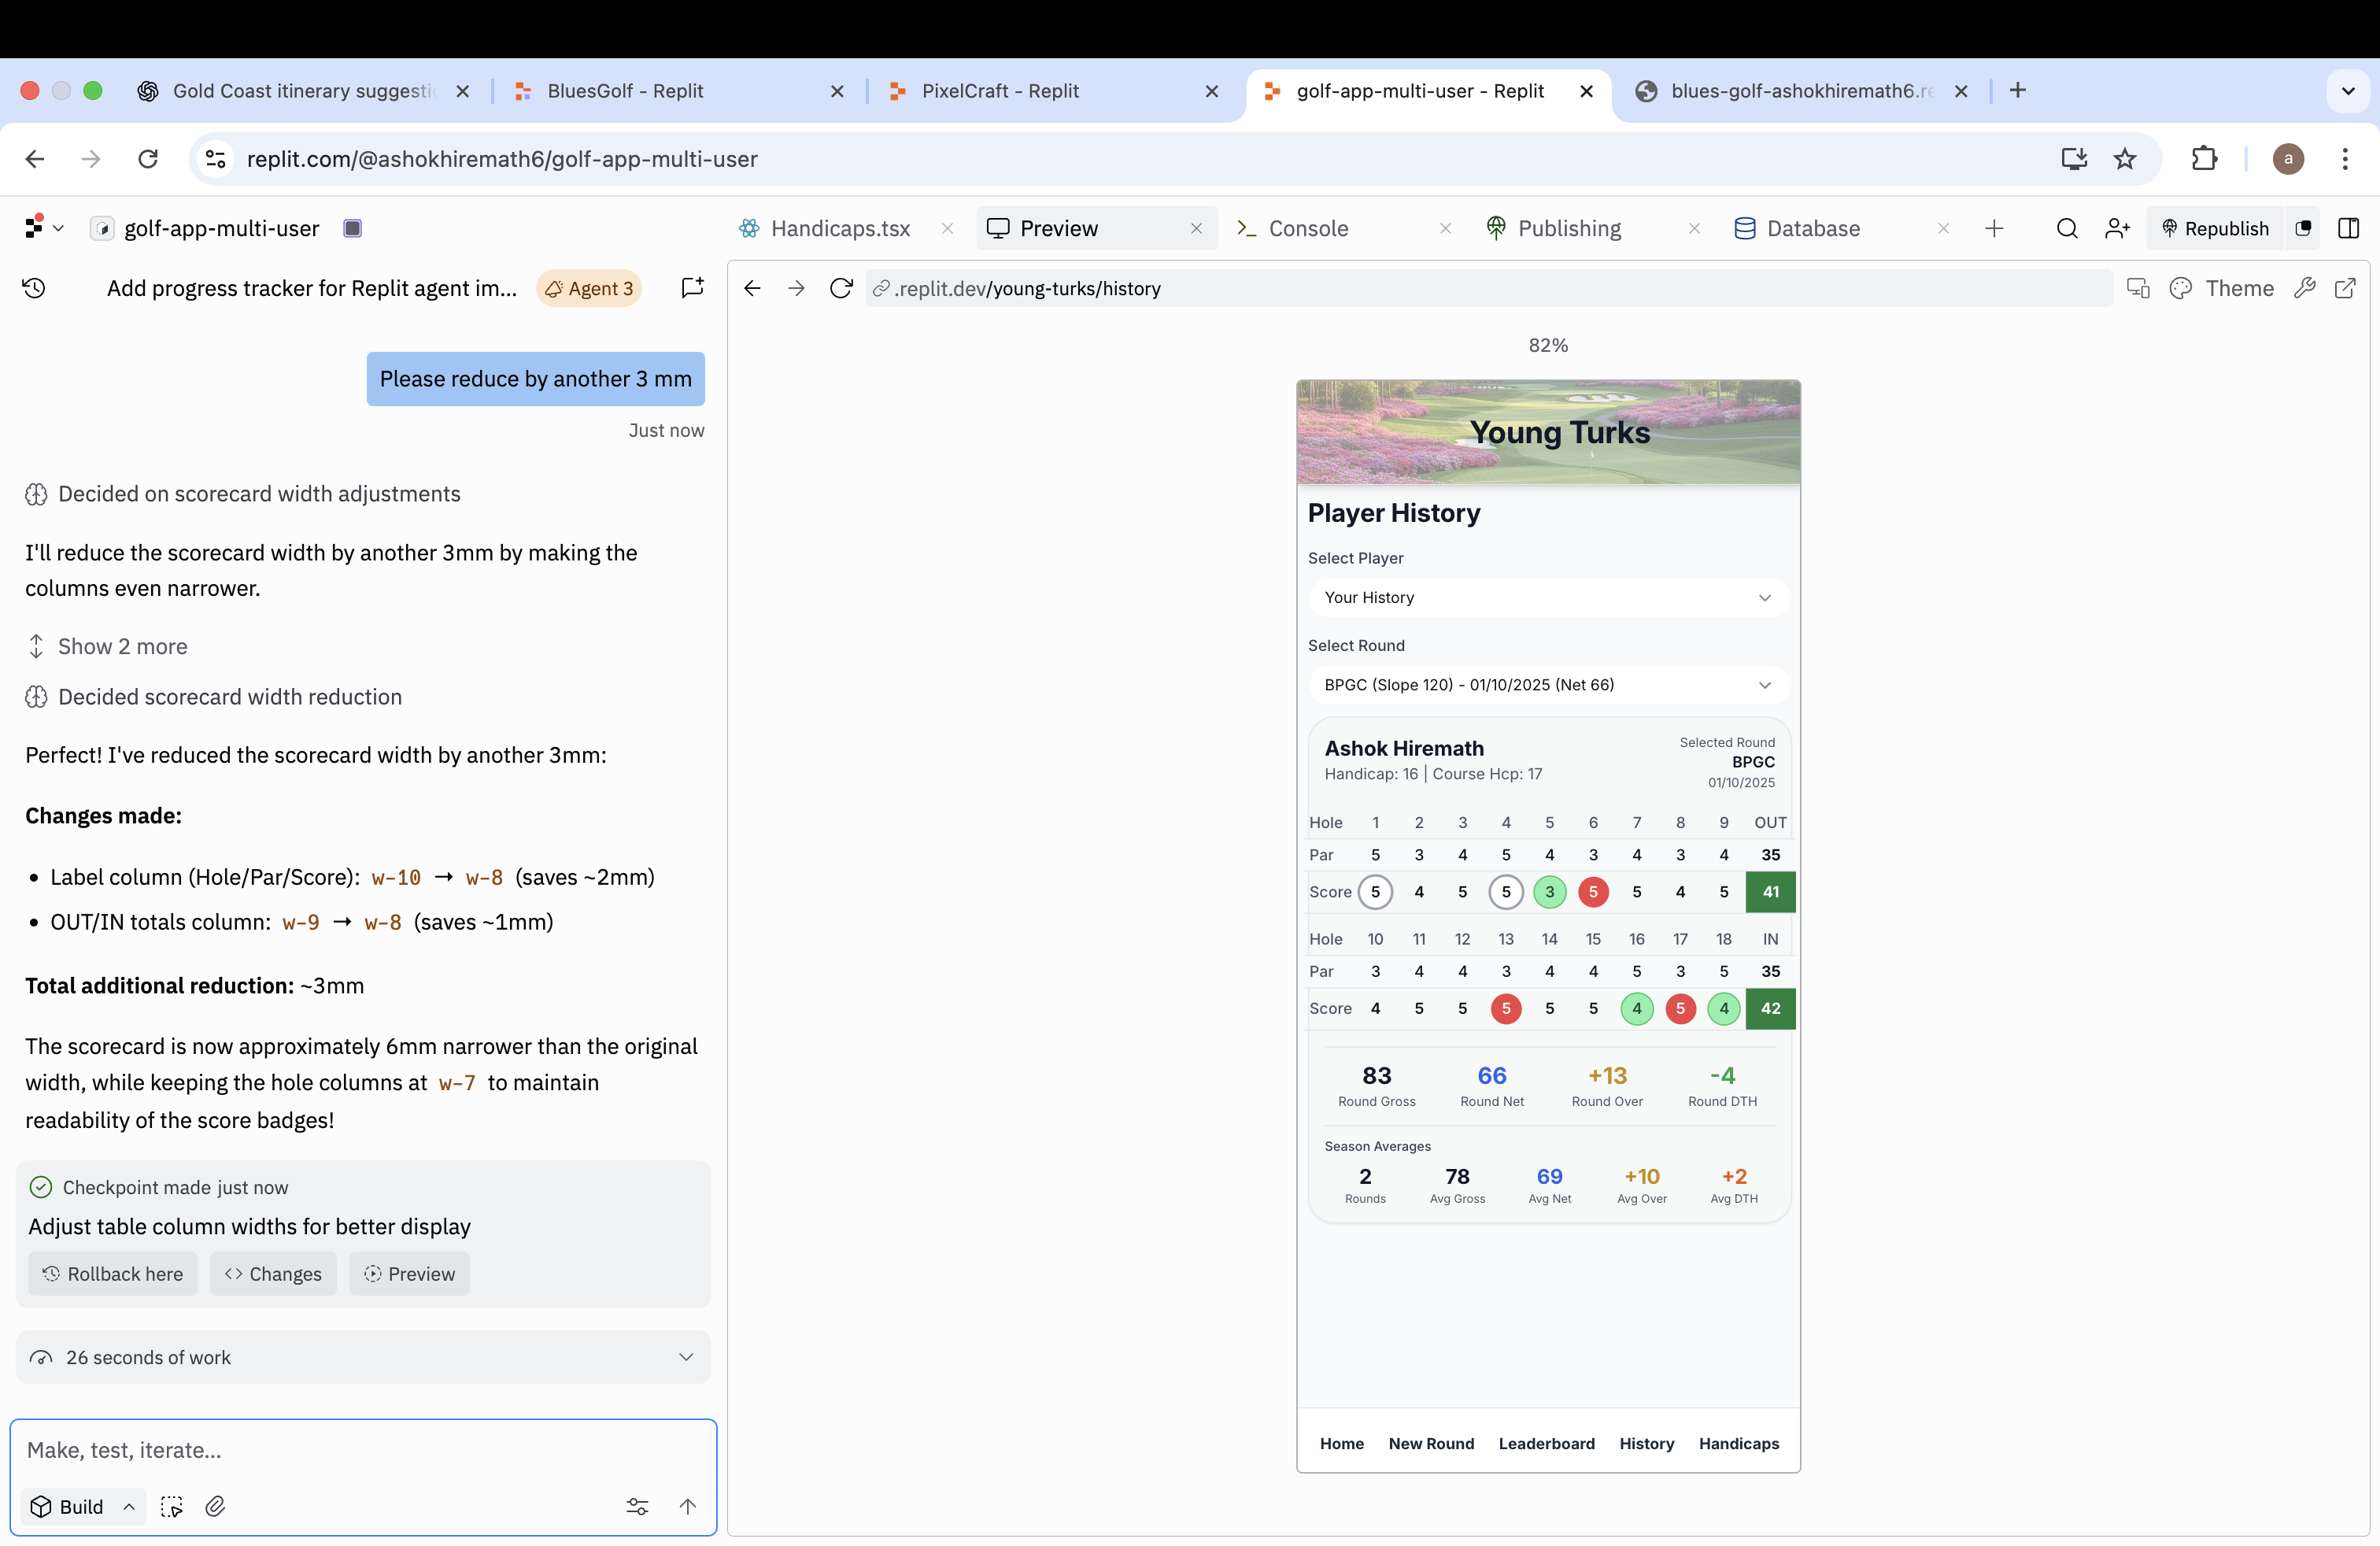 Gold Coast itinerary suggesti
BluesGolf - Replit
PixelCraft - Replit
golf-app-multi-user - Replit
blues-golf-ashokhiremath6.re
replit.com/@ashokhiremath6/golf-app-multi-user
a
golf-app-multi-user
Handicaps.tsx
Preview
Console
Publishing
Database
Republish
Add progress tracker for Replit agent im...
Agent 3
.replit.dev/young-turks/history
Theme
Please reduce by another 3 mm
Just now
Decided on scorecard width adjustments
I'll reduce the scorecard width by another 3mm by making the
columns even narrower.
Show 2 more
Decided scorecard width reduction
Perfect! I've reduced the scorecard width by another 3mm:
Changes made:
• Label column (Hole/Par/Score): w-10 → w-8 (saves ~2mm)
• OUT/IN totals column: w-9 → w-8 (saves ~1mm)
Total additional reduction: ~3mm
The scorecard is now approximately 6mm narrower than the original
width, while keeping the hole columns at w-7 to maintain
readability of the score badges!
Checkpoint made just now
Adjust table column widths for better display
Rollback here
Changes
Preview
26 seconds of work
Make, test, iterate...
Build
82%
Young Turks
Player History
Select Player
Your History
Select Round
BPGC (Slope 120) - 01/10/2025 (Net 66)
Ashok Hiremath
Handicap: 16 | Course Hcp: 17
Selected Round
BPGC
01/10/2025
Hole 1 2 3 4 5 6 7 8 9 OUT
Par 5 3 4 5 4 3 4 3 4 35
Score 5 4 5 5 3 5 5 4 5 41
Hole 10 11 12 13 14 15 16 17 18 IN
Par 3 4 4 3 4 4 5 3 5 35
Score 4 5 5 5 5 5 4 5 4 42
83 66 +13 -4
Round Gross Round Net Round Over Round DTH
Season Averages
2 78 69 +10 +2
Rounds Avg Gross Avg Net Avg Over Avg DTH
Home New Round Leaderboard History Handicaps